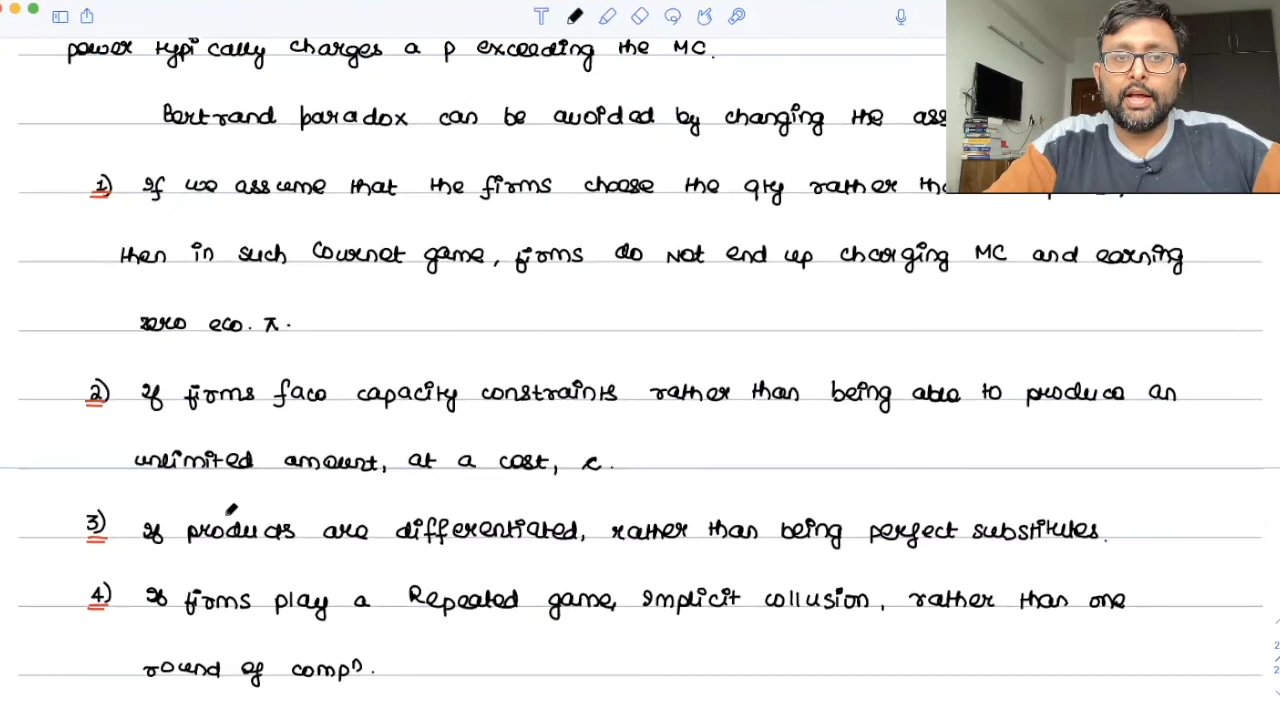 power typically charges a p exceeding the MC.
Bertrand paradox can be avoided by changing the ass
1) If we assume that the firms choose the qty rather
then in such Cournot game, firms do NOT end up charging MC and earning
zero eco. π.
2) If firms face capacity constraints rather than being able to produce an
unlimited amount, at a cost, c.
3) If products are differentiated, rather than being perfect substitutes.
4) If firms play a Repeated game, Implicit collusion, rather than one
round of compn.